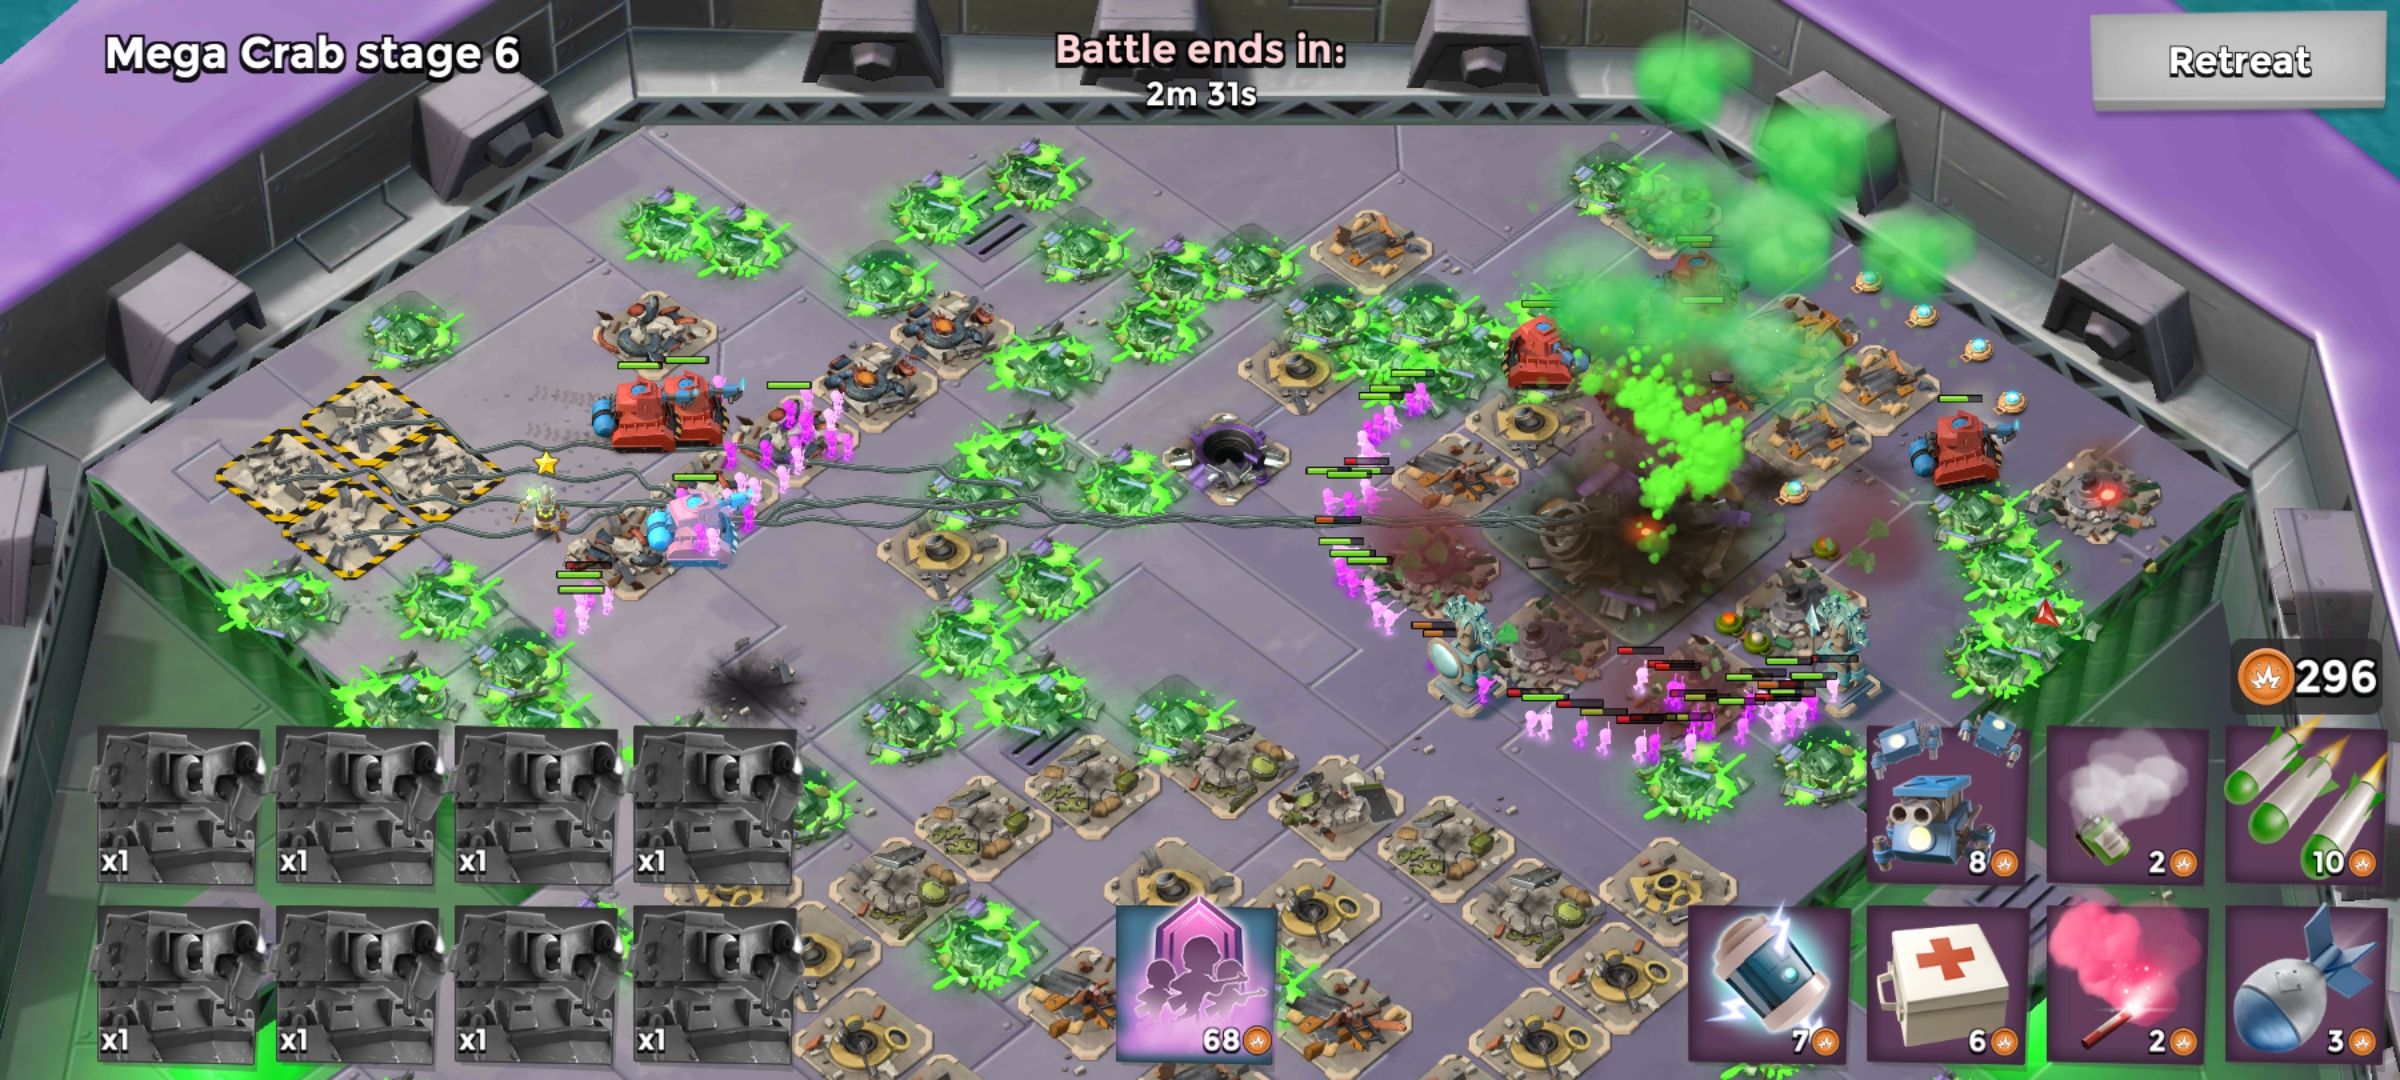 Mega Crab stage 6
Battle ends in:
2m 31s
Retreat
296
x1
x1
x1
x1
8
2
10
x1
x1
x1
x1
68
7
6
2
3